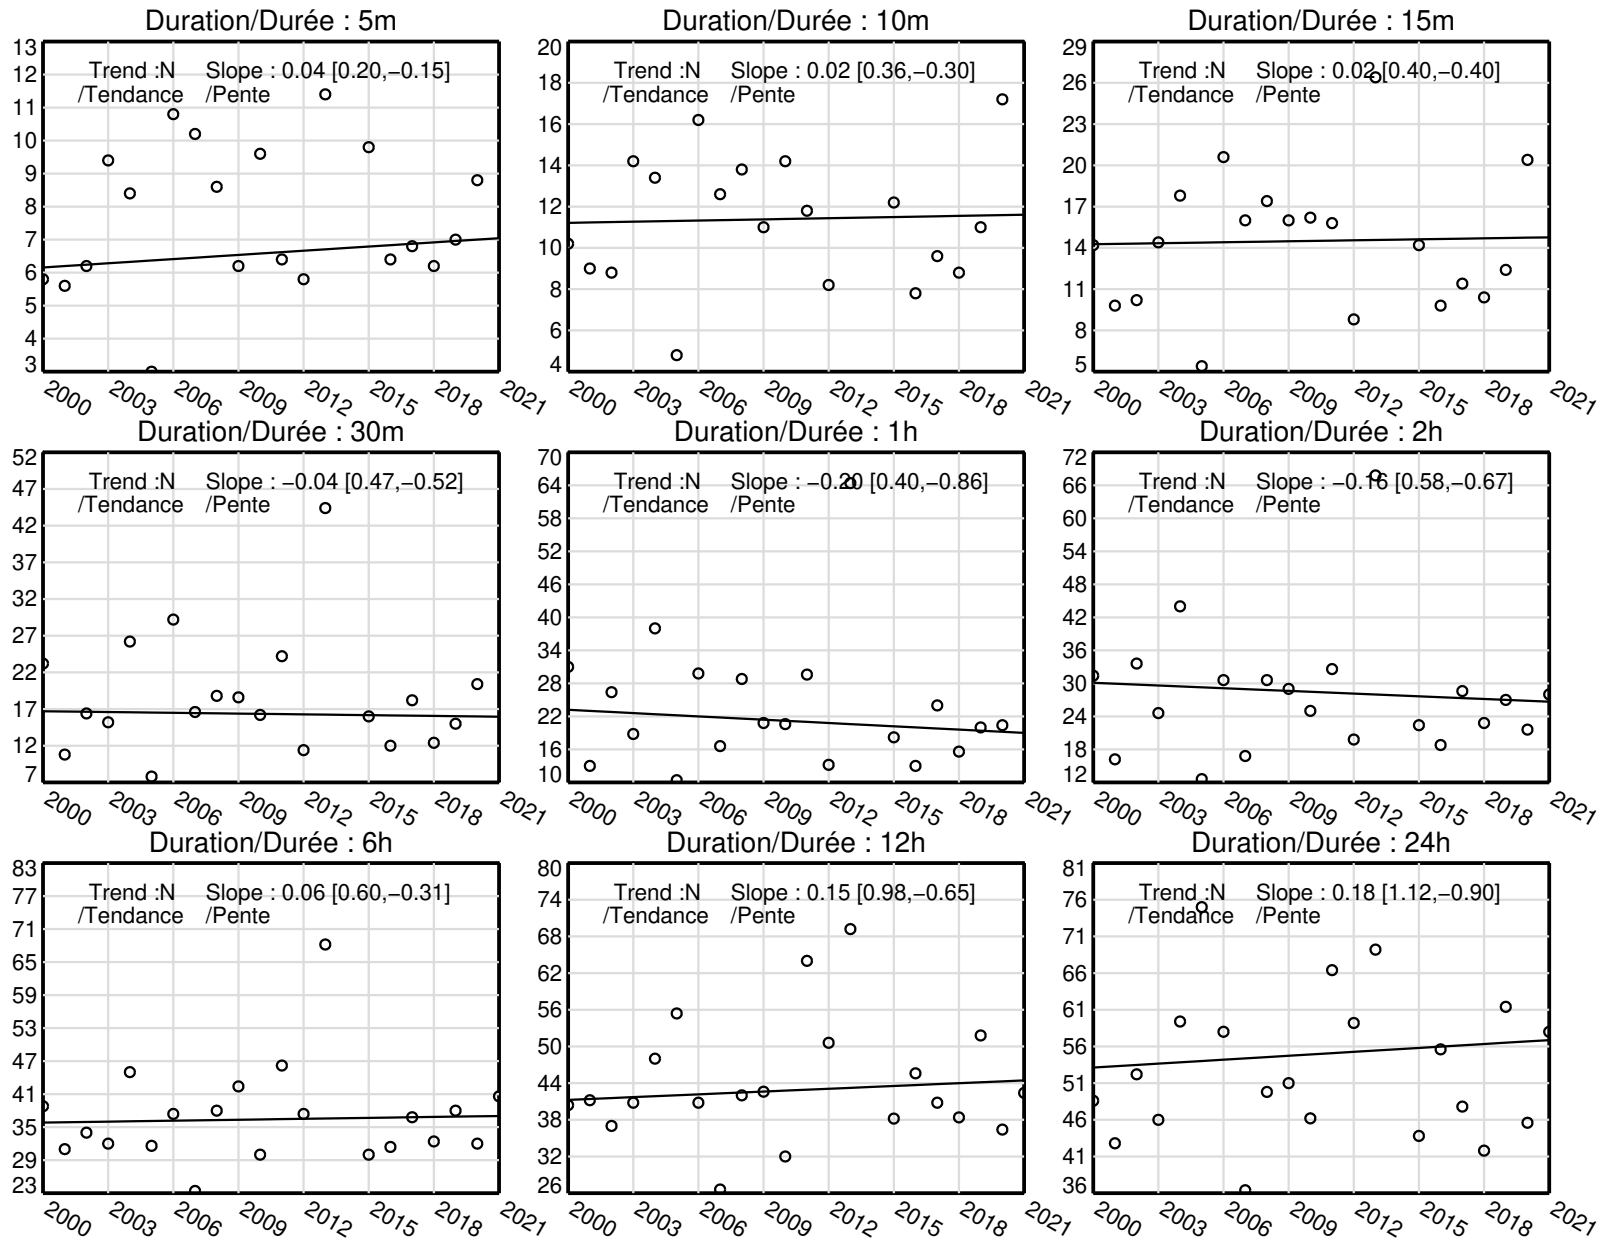 Duration/Durée : 5m
13
12
11
10
9
8
7
6
5
4
3
Trend :N Slope : 0.04 [0.20,−0.15]
/Tendance /Pente
2000 2003 2006 2009 2012 2015 2018 2021
Duration/Durée : 10m
20
18
16
14
12
10
8
6
4
Trend :N Slope : 0.02 [0.36,−0.30]
/Tendance /Pente
2000 2003 2006 2009 2012 2015 2018 2021
Duration/Durée : 15m
29
26
23
20
17
14
11
8
5
Trend :N Slope : 0.02 [0.40,−0.40]
/Tendance /Pente
2000 2003 2006 2009 2012 2015 2018 2021
Duration/Durée : 30m
52
47
42
37
32
27
22
17
12
7
Trend :N Slope : −0.04 [0.47,−0.52]
/Tendance /Pente
2000 2003 2006 2009 2012 2015 2018 2021
Duration/Durée : 1h
70
64
58
52
46
40
34
28
22
16
10
Trend :N Slope : −0.20 [0.40,−0.86]
/Tendance /Pente
2000 2003 2006 2009 2012 2015 2018 2021
Duration/Durée : 2h
72
66
60
54
48
42
36
30
24
18
12
Trend :N Slope : −0.16 [0.58,−0.67]
/Tendance /Pente
2000 2003 2006 2009 2012 2015 2018 2021
Duration/Durée : 6h
83
77
71
65
59
53
47
41
35
29
23
Trend :N Slope : 0.06 [0.60,−0.31]
/Tendance /Pente
2000 2003 2006 2009 2012 2015 2018 2021
Duration/Durée : 12h
80
74
68
62
56
50
44
38
32
26
Trend :N Slope : 0.15 [0.98,−0.65]
/Tendance /Pente
2000 2003 2006 2009 2012 2015 2018 2021
Duration/Durée : 24h
81
76
71
66
61
56
51
46
41
36
Trend :N Slope : 0.18 [1.12,−0.90]
/Tendance /Pente
2000 2003 2006 2009 2012 2015 2018 2021